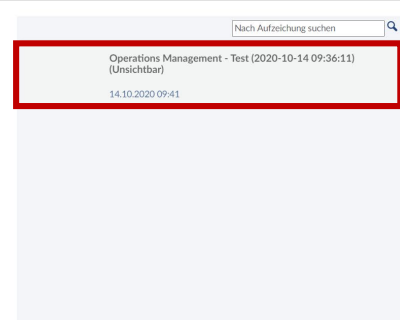 Nach Aufzeichung suchen
Operations Management - Test (2020-10-14 09:36:11)
(Unsichtbar)
14.10.2020 09:41